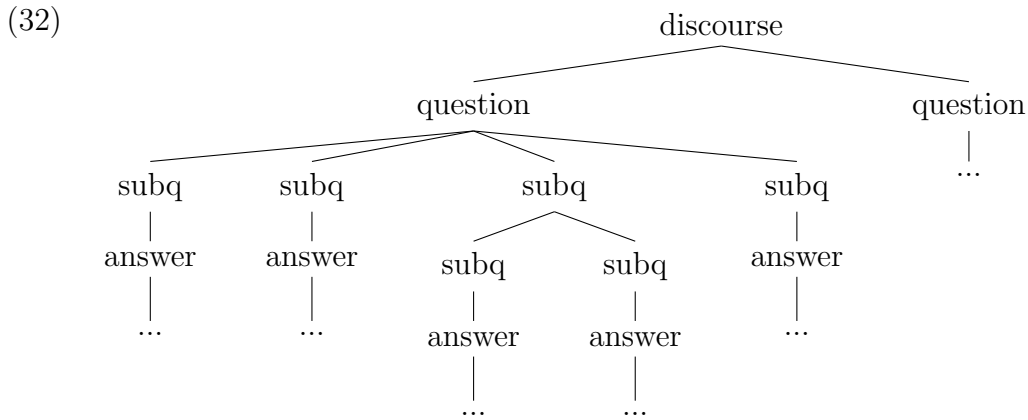 (32) discourse
question question
subq subq subq subq ...
answer answer subq subq answer
... ... answer answer ...
... ...